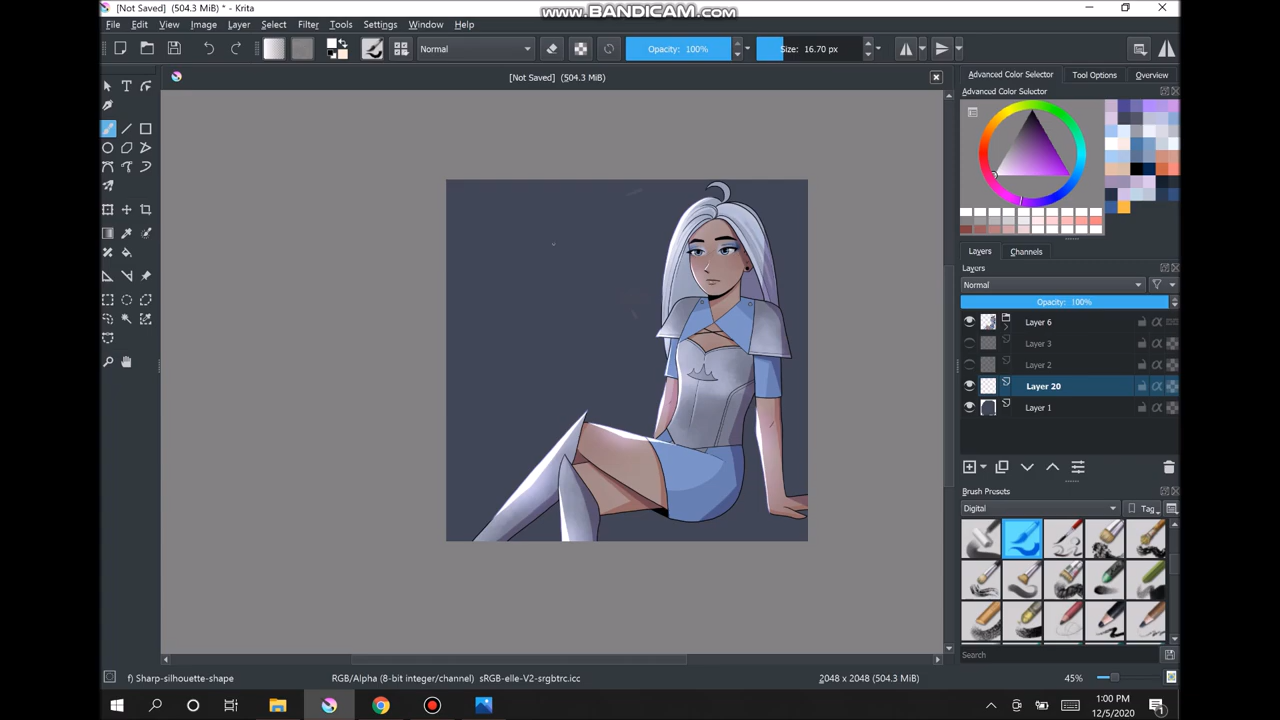 [Not Saved] (504.3 MiB) * - Krita
www.BANDICAM.com
File Edit View Image Layer Select Filter Tools Settings Window Help
Normal
Opacity: 100%
Size: 16.70 px
[Not Saved] (504.3 MiB)
Advanced Color Selector
Tool Options
Overview
Advanced Color Selector
Layers
Channels
Layers
Normal
Opacity: 100%
Layer 6
Layer 3
Layer 2
Layer 20
Layer 1
Brush Presets
Digital
Tag
Search
f) Sharp-silhouette-shape
RGB/Alpha (8-bit integer/channel) sRGB-elle-V2-srgbtrc.icc
2048 x 2048 (504.3 MiB)
45%
1:00 PM
12/5/2020
1